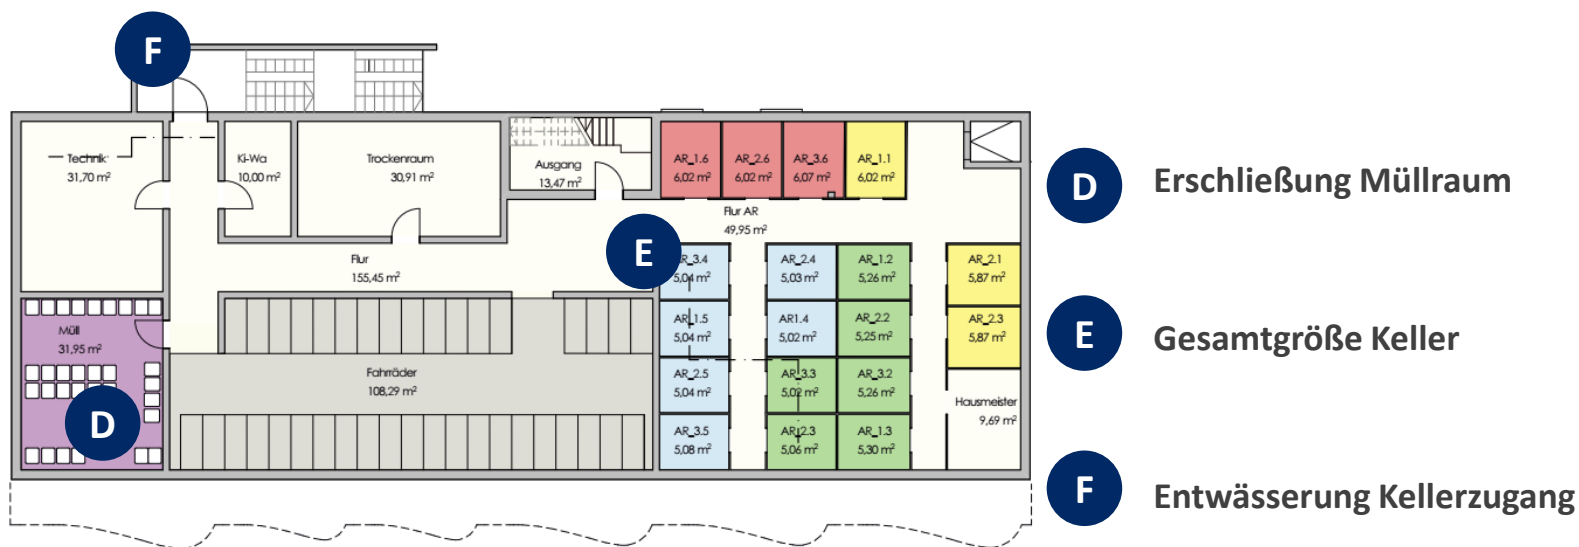 F
Technik
31,70 m²
Ki-Wa
10,00 m²
Trockenraum
30,91 m²
Ausgang
13,47 m²
AR_1.6
6,02 m²
AR_2.6
6,02 m²
AR_3.6
6,07 m²
AR_1.1
6,02 m²
Flur AR
49,95 m²
Flur
155,45 m²
E
AR_3.4
5,04 m²
AR_2.4
5,03 m²
AR_1.2
5,26 m²
AR_2.1
5,87 m²
AR_1.5
5,04 m²
AR1.4
5,02 m²
AR_2.2
5,25 m²
AR_2.3
5,87 m²
Müll
31,95 m²
Fahrräder
108,29 m²
AR_2.5
5,04 m²
AR_3.3
5,02 m²
AR_3.2
5,26 m²
Hausmeister
9,69 m²
D
AR_3.5
5,08 m²
AR_2.3
5,06 m²
AR_1.3
5,30 m²
D Erschließung Müllraum
E Gesamtgröße Keller
F Entwässerung Kellerzugang